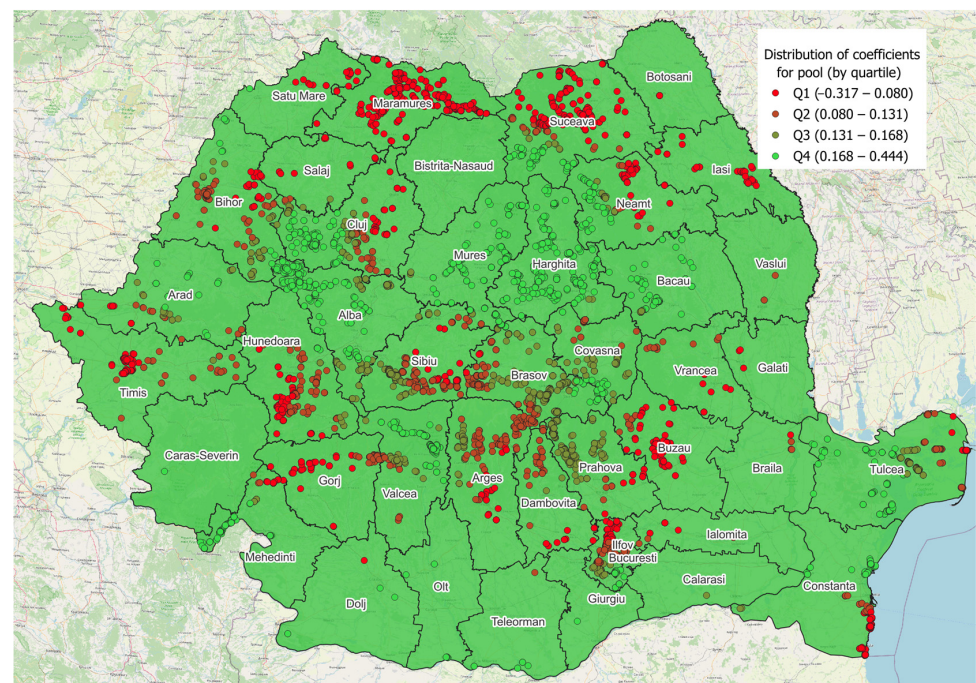 Distribution of coefficients
for pool (by quartile)
Q1 (−0.317 – 0.080)
Q2 (0.080 – 0.131)
Q3 (0.131 – 0.168)
Q4 (0.168 – 0.444)
Botosani
Satu Mare
Maramures
Suceava
Salaj
Bistrita-Nasaud
Iasi
Bihor
Neamt
Cluj
Mures
Harghita
Vaslui
Bacau
Arad
Alba
Hunedoara
Covasna
Sibiu
Brasov
Vrancea
Galati
Timis
Caras-Severin
Buzau
Prahova
Braila
Tulcea
Gorj
Arges
Valcea
Dambovita
Ialomita
Ilfov
Bucuresti
Mehedinti
Calarasi
Constanta
Olt
Giurgiu
Dolj
Teleorman